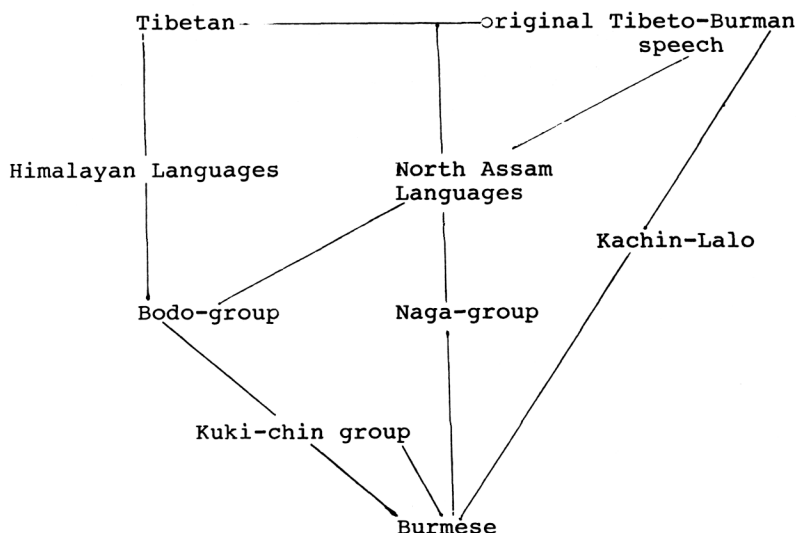 Tibetan
original Tibeto-Burman
speech
Himalayan Languages
North Assam
Languages
Kachin-Lalo
Bodo-group
Naga-group
Kuki-chin group
Burmese